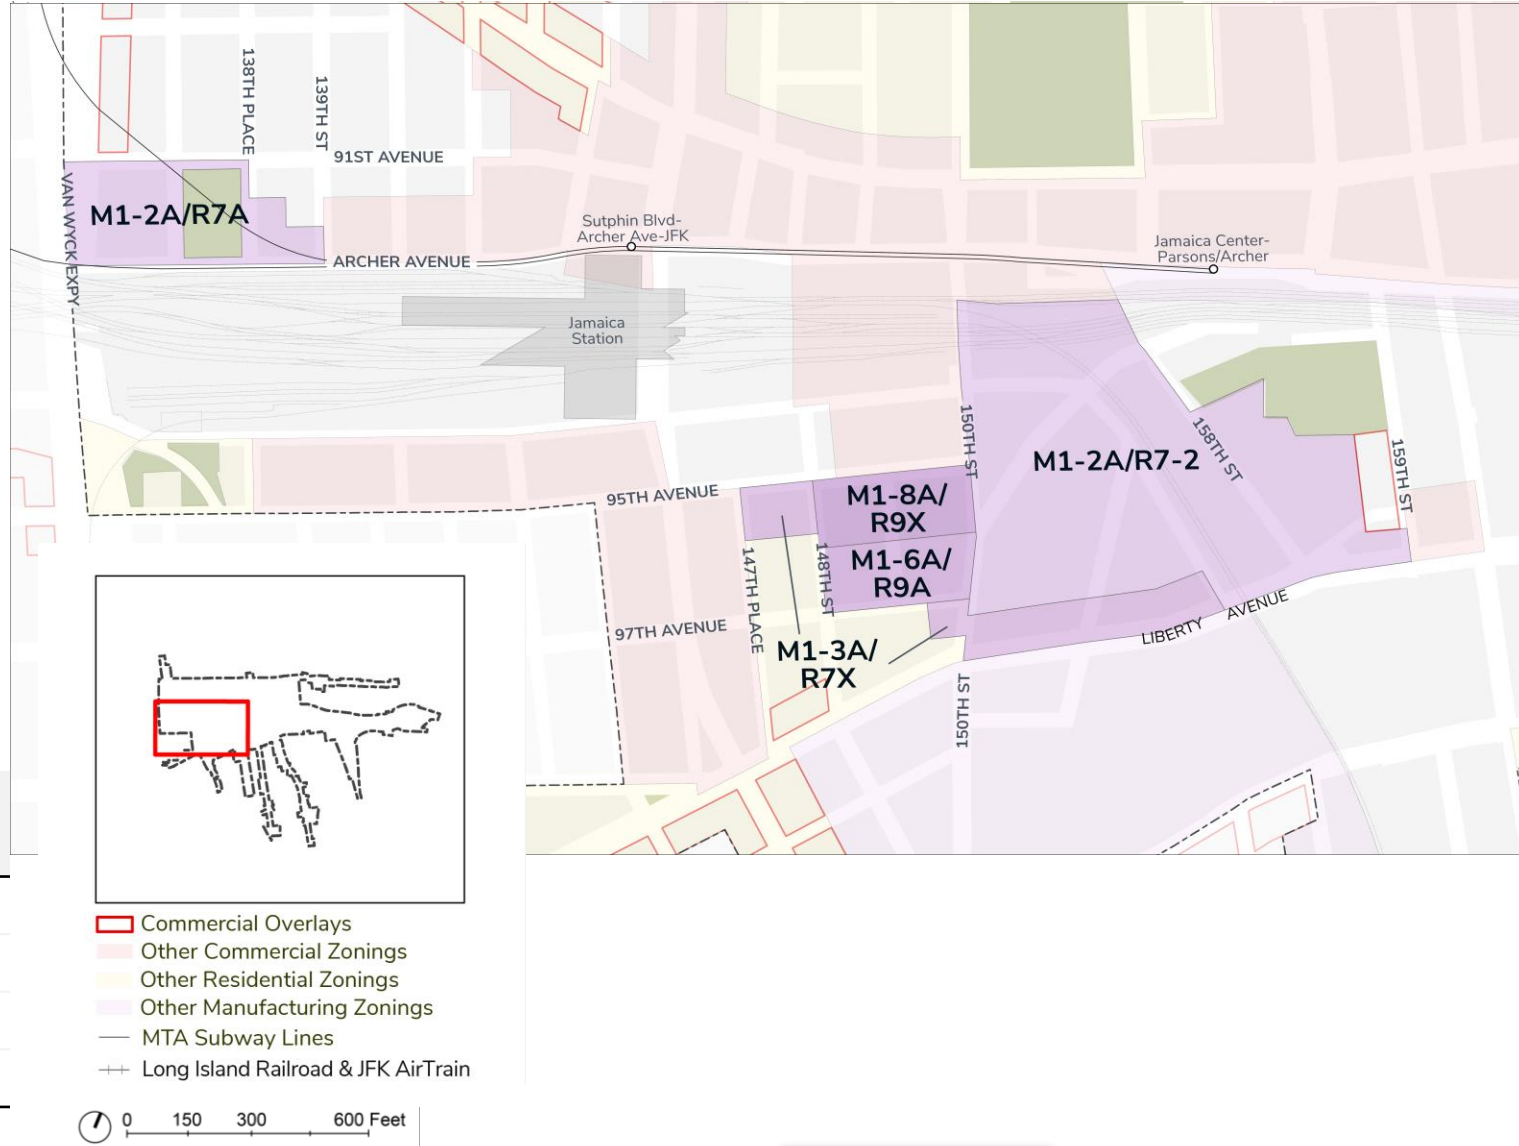 138TH PLACE
139TH ST
91ST AVENUE
VAN WYCK EXPY
M1-2A/R7A
Sutphin Blvd-
Archer Ave-JFK
Jamaica Center-
Parsons/Archer
ARCHER AVENUE
Jamaica
Station
150TH ST
158TH ST
159TH ST
M1-2A/R7-2
95TH AVENUE
M1-8A/
R9X
147TH PLACE
148TH ST
M1-6A/
R9A
97TH AVENUE
M1-3A/
R7X
LIBERTY AVENUE
150TH ST
Commercial Overlays
Other Commercial Zonings
Other Residential Zonings
Other Manufacturing Zonings
MTA Subway Lines
Long Island Railroad & JFK AirTrain
0 150 300 600 Feet